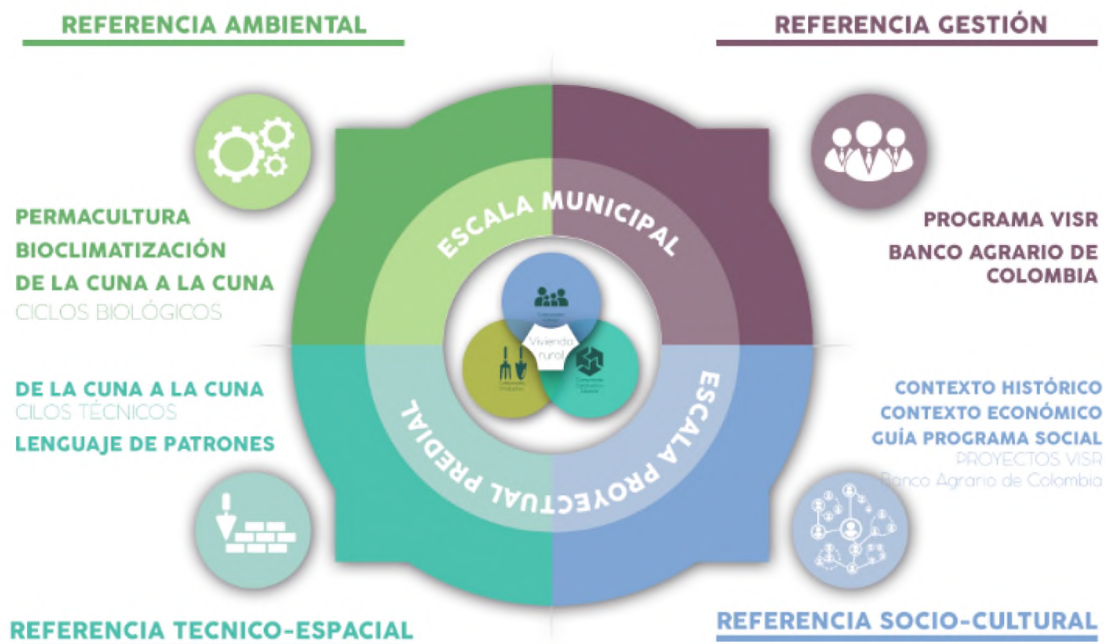 REFERENCIA AMBIENTAL
REFERENCIA GESTIÓN
PERMACULTURA
BIOCLIMATIZACIÓN
DE LA CUNA A LA CUNA
CICLOS BIOLÓGICOS
PROGRAMA VISR
BANCO AGRARIO DE
COLOMBIA
ESCALA MUNICIPAL
Vivienda
rural
ESCALA PROYECTUAL PREDIAL
DE LA CUNA A LA CUNA
CILOS TÉCNICOS
LENGUAJE DE PATRONES
CONTEXTO HISTÓRICO
CONTEXTO ECONÓMICO
GUÍA PROGRAMA SOCIAL
PROYECTOS VISR
Banco Agrario de Colombia
REFERENCIA TECNICO-ESPACIAL
REFERENCIA SOCIO-CULTURAL